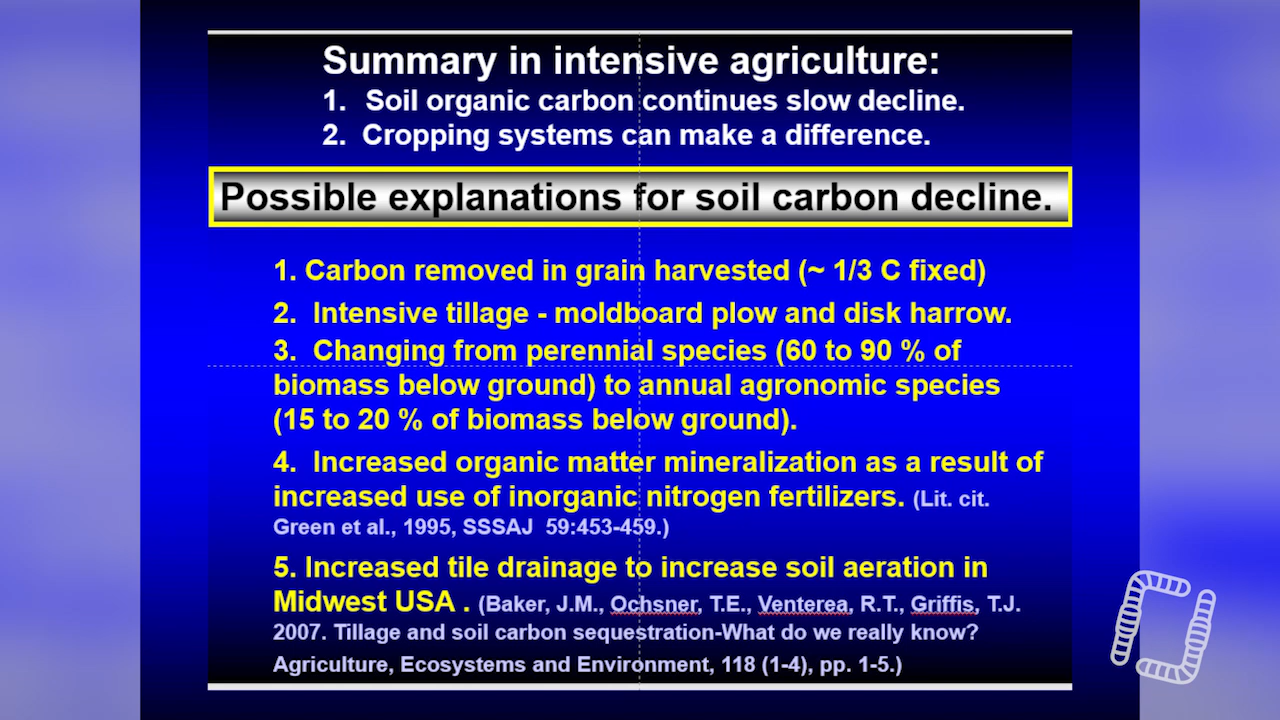 Summary in intensive agriculture:
1. Soil organic carbon continues slow decline.
2. Cropping systems can make a difference.
Possible explanations for soil carbon decline.
1. Carbon removed in grain harvested (~ 1/3 C fixed)
2. Intensive tillage - moldboard plow and disk harrow.
3. Changing from perennial species (60 to 90 % of
biomass below ground) to annual agronomic species
(15 to 20 % of biomass below ground).
4. Increased organic matter mineralization as a result of
increased use of inorganic nitrogen fertilizers. (Lit. cit.
Green et al., 1995, SSSAJ 59:453-459.)
5. Increased tile drainage to increase soil aeration in
Midwest USA . (Baker, J.M., Ochsner, T.E., Venterea, R.T., Griffis, T.J.
2007. Tillage and soil carbon sequestration-What do we really know?
Agriculture, Ecosystems and Environment, 118 (1-4), pp. 1-5.)